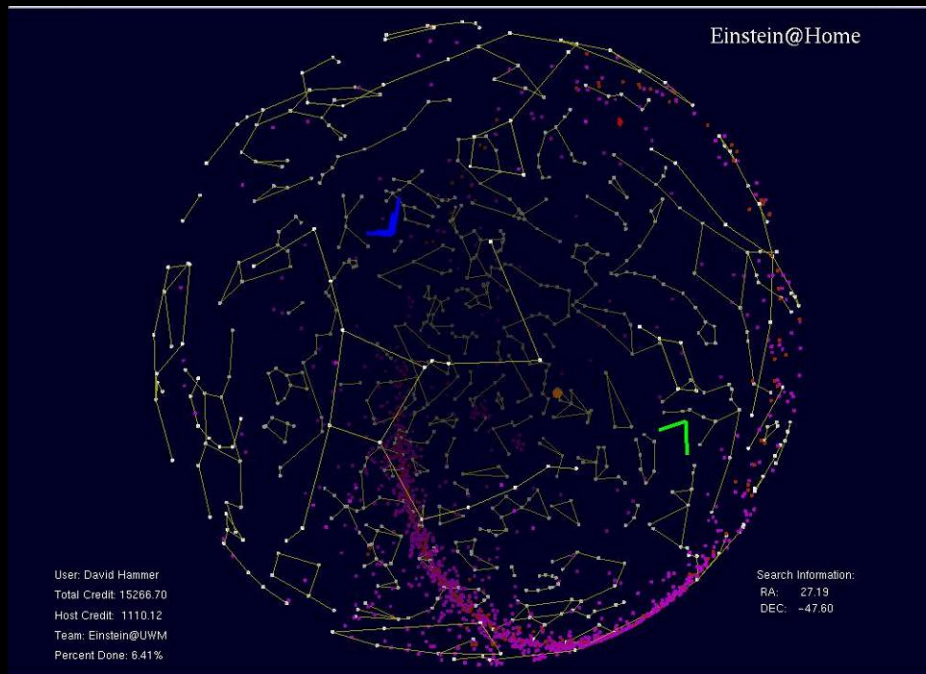 Einstein@Home
User: David Hammer
Total Credit: 15266.70
Host Credit: 1110.12
Team: Einstein@UWM
Percent Done: 6.41%
Search Information:
RA: 27.19
DEC: -47.60